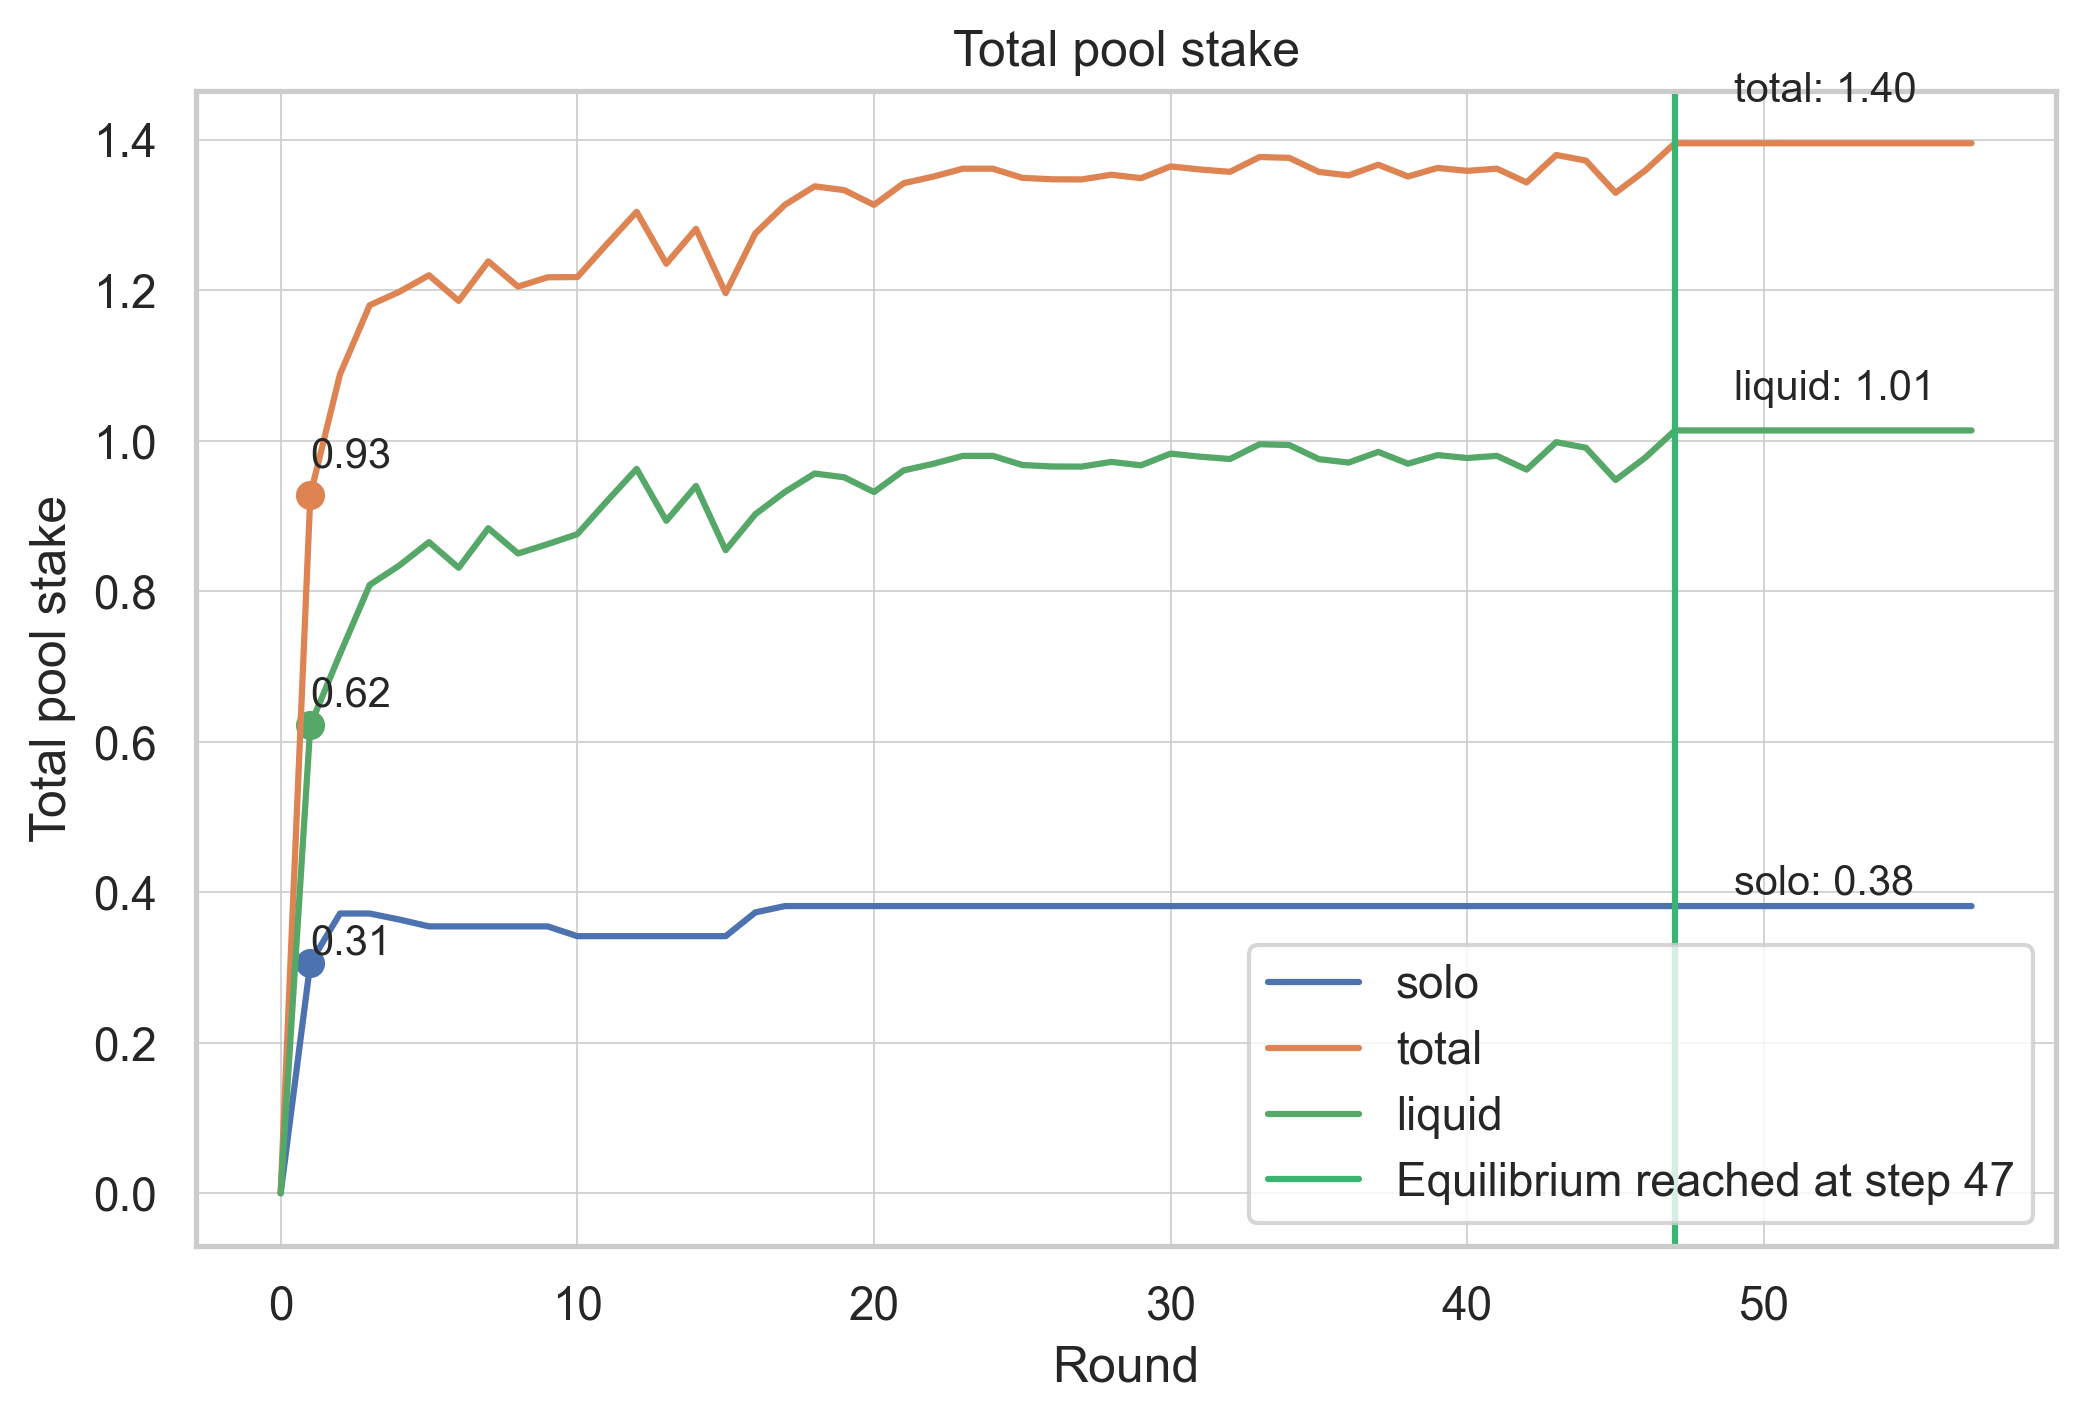 Total pool stake
total: 1.40
1.4
1.2
liquid: 1.01
1.0
0.93
0.8
0.62
0.6
solo: 0.38
0.4
0.31
0.2
0.0
Total pool stake
solo
total
liquid
Equilibrium reached at step 47
0 10 20 30 40 50
Round